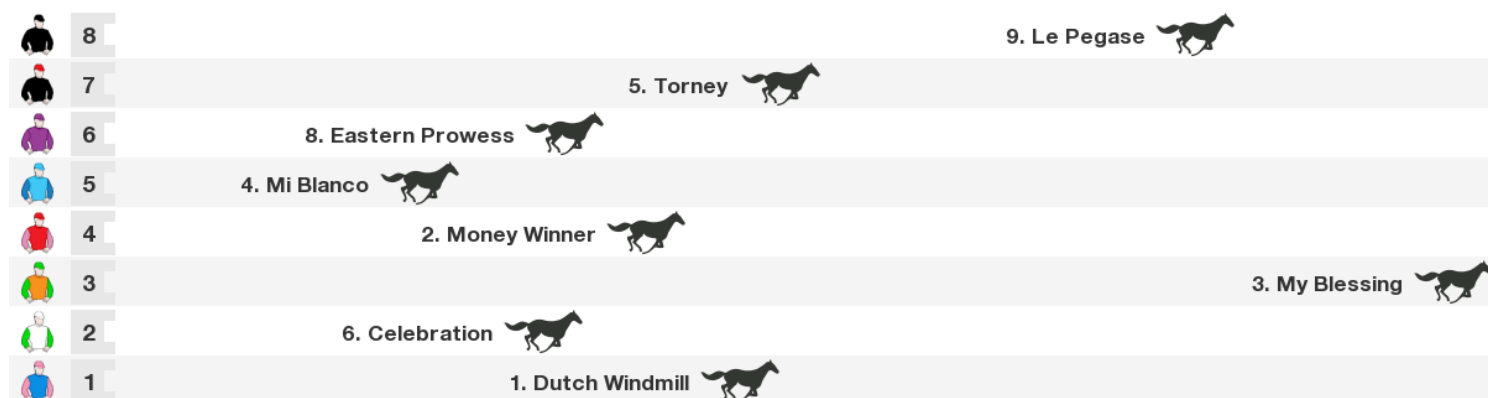 8 9. Le Pegase
7 5. Torney
6 8. Eastern Prowess
5 4. Mi Blanco
4 2. Money Winner
3 3. My Blessing
2 6. Celebration
1 1. Dutch Windmill